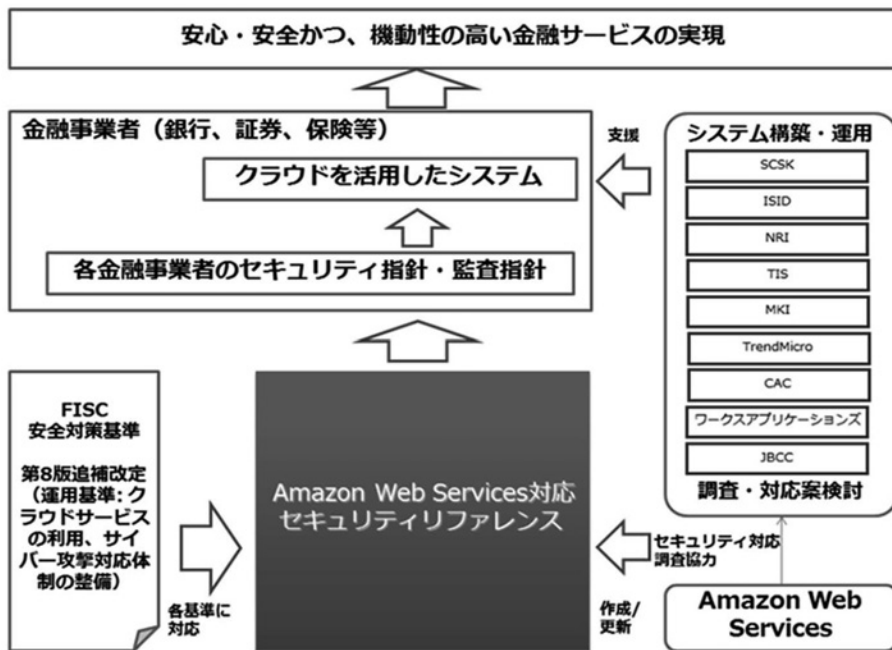 安心・安全かつ、機動性の高い金融サービスの実現
金融事業者（銀行、証券、保険等）
クラウドを活用したシステム
各金融事業者のセキュリティ指針・監査指針
支援
システム構築・運用
SCSK
ISID
NRI
TIS
MKI
TrendMicro
CAC
ワークスアプリケーションズ
JBCC
調査・対応案検討
FISC
安全対策基準
第8版追補改定
（運用基準: ク
ラウドサービス
の利用、サイ
バー攻撃対応体
制の整備）
各基準に
対応
Amazon Web Services対応
セキュリティリファレンス
セキュリティ対応
調査協力
作成/
更新
Amazon Web
Services